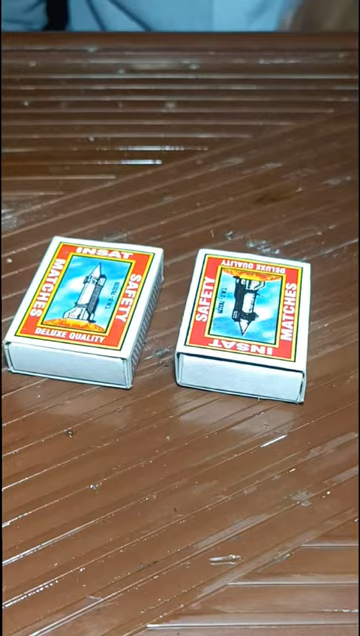 INSAT
MATCHES
SAFETY
DELUXE QUALITY
DELUXE QUALITY
SAFETY
MATCHES
INSAT